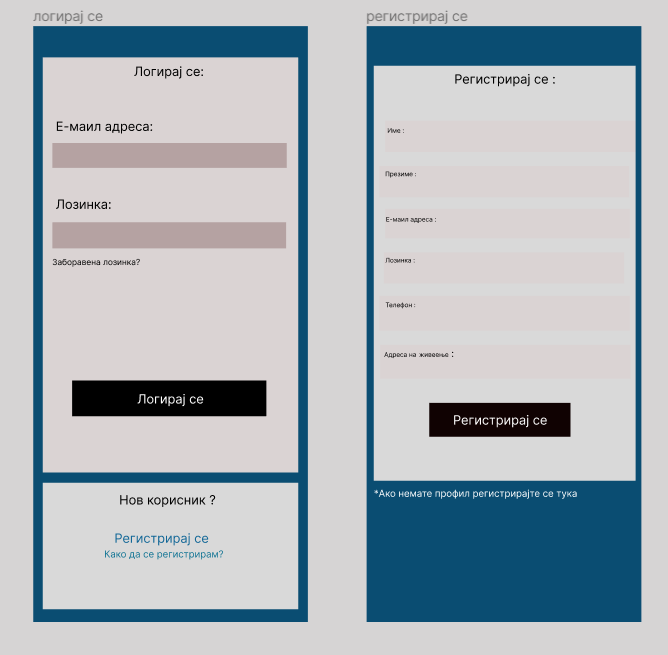 логирај се
Логирај се:
Е-маил адреса:
Лозинка:
Заборавена лозинка?
Логирај се
Нов корисник ?
Регистрирај се
Како да се регистрирам?
регистрирај се
Регистрирај се :
Име :
Презиме :
Е-маил адреса :
Лозинка :
Телефон :
Адреса на живеење :
Регистрирај се
*Ако немате профил регистрирајте се тука